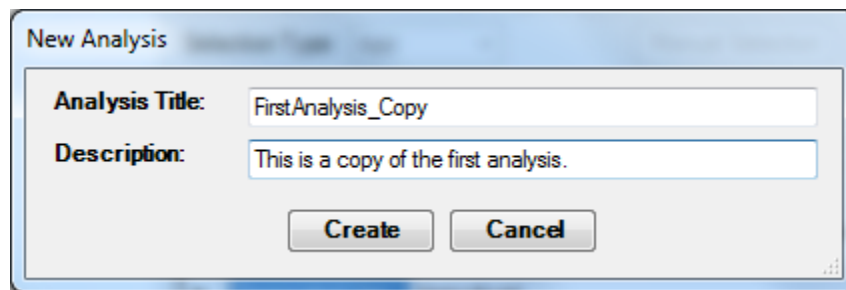 New Analysis
Analysis Title: FirstAnalysis_Copy
Description: This is a copy of the first analysis.
Create Cancel